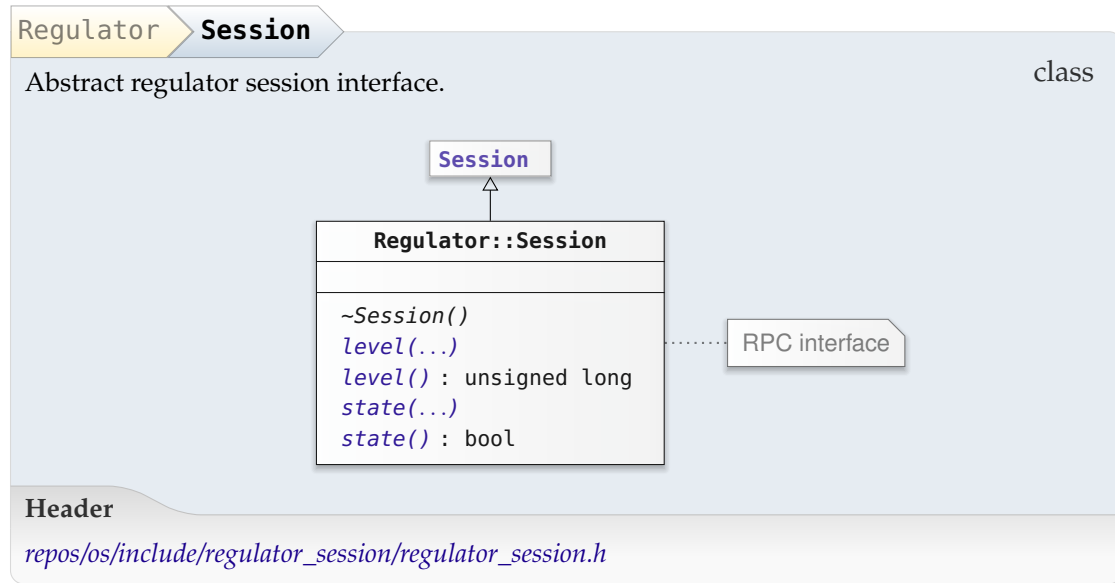 Regulator Session
class
Abstract regulator session interface.
Session
Regulator::Session
~Session()
level(...)
level() : unsigned long
state(...)
state() : bool
RPC interface
Header
repos/os/include/regulator_session/regulator_session.h